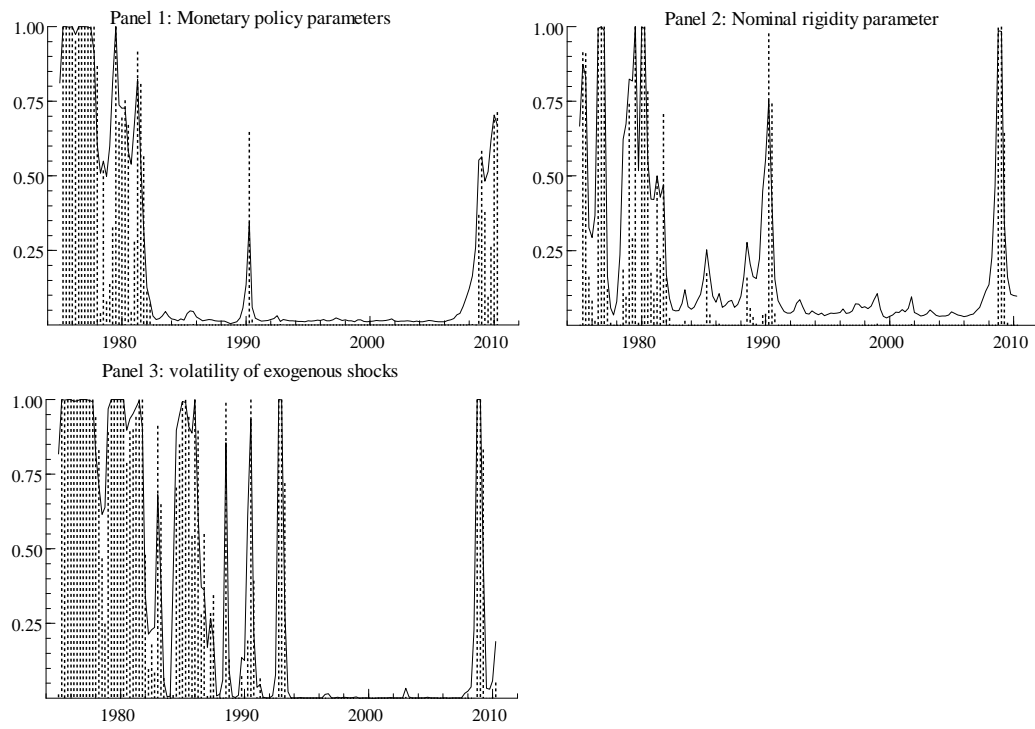 Panel 1: Monetary policy parameters
1.00
0.75
0.50
0.25
1980 1990 2000 2010
Panel 2: Nominal rigidity parameter
1.00
0.75
0.50
0.25
1980 1990 2000 2010
Panel 3: volatility of exogenous shocks
1.00
0.75
0.50
0.25
1980 1990 2000 2010